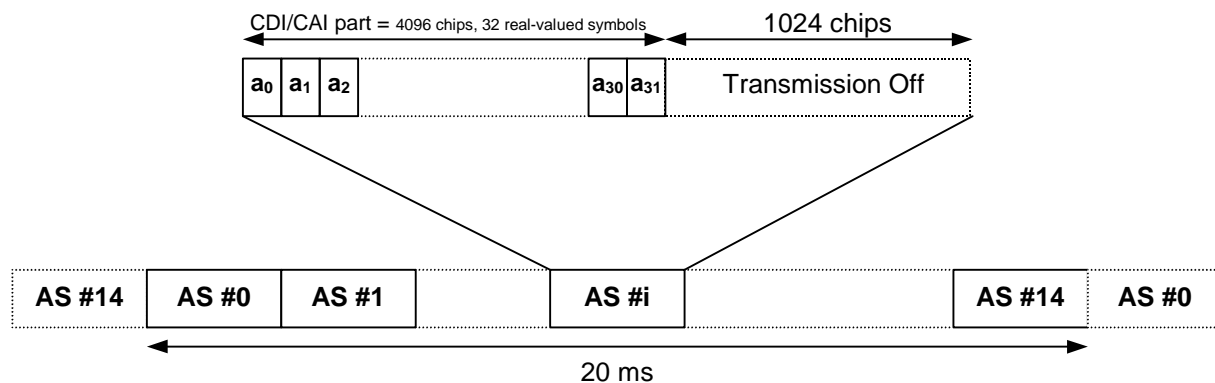 CDI/CAI part = 4096 chips, 32 real-valued symbols
1024 chips
a0 a1 a2 a30 a31 Transmission Off
AS #14 AS #0 AS #1 AS #i AS #14 AS #0
20 ms